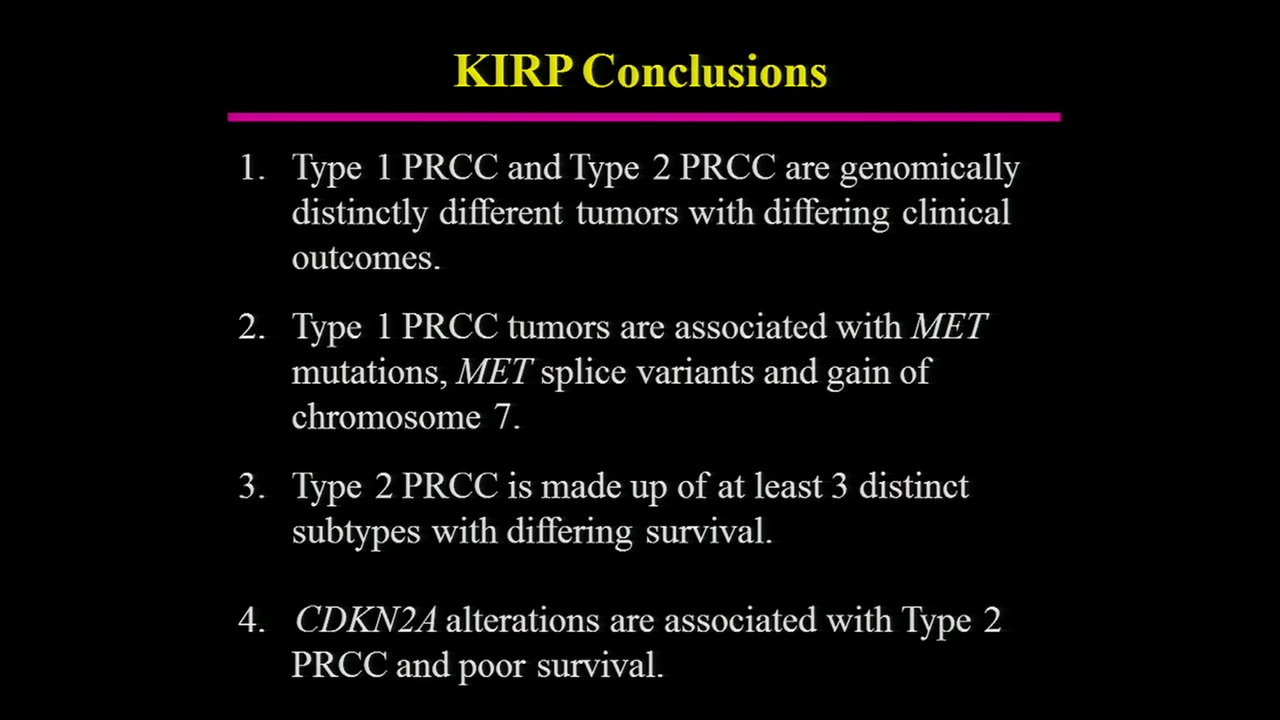 KIRP Conclusions
1. Type 1 PRCC and Type 2 PRCC are genomically
distinctly different tumors with differing clinical
outcomes.
2. Type 1 PRCC tumors are associated with MET
mutations, MET splice variants and gain of
chromosome 7.
3. Type 2 PRCC is made up of at least 3 distinct
subtypes with differing survival.
4. CDKN2A alterations are associated with Type 2
PRCC and poor survival.